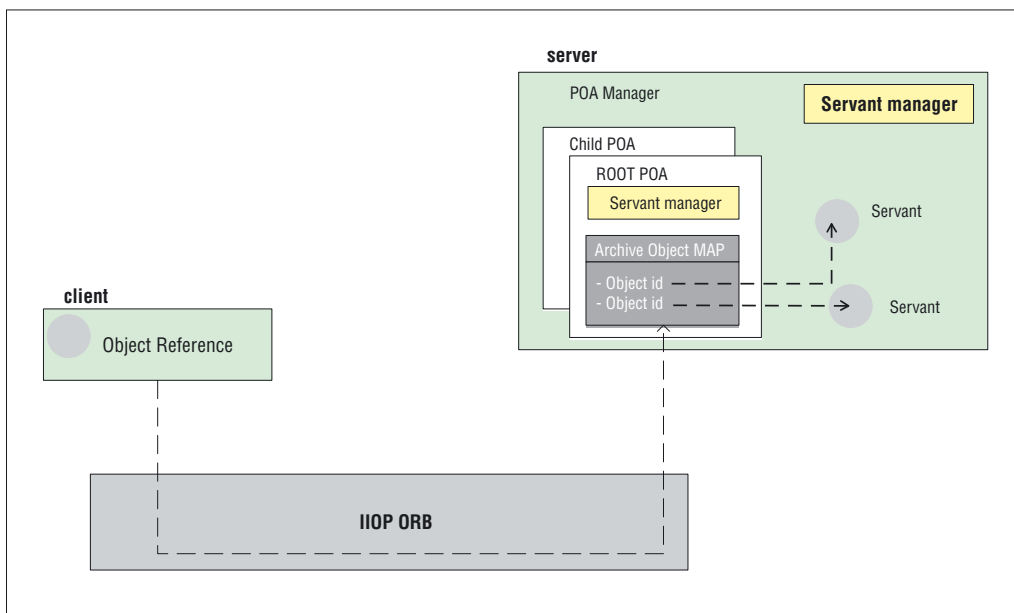 server
POA Manager
Servant manager
Child POA
ROOT POA
Servant manager
Servant
Archive Object MAP
- Object id
- Object id
Servant
client
Object Reference
IIOP ORB